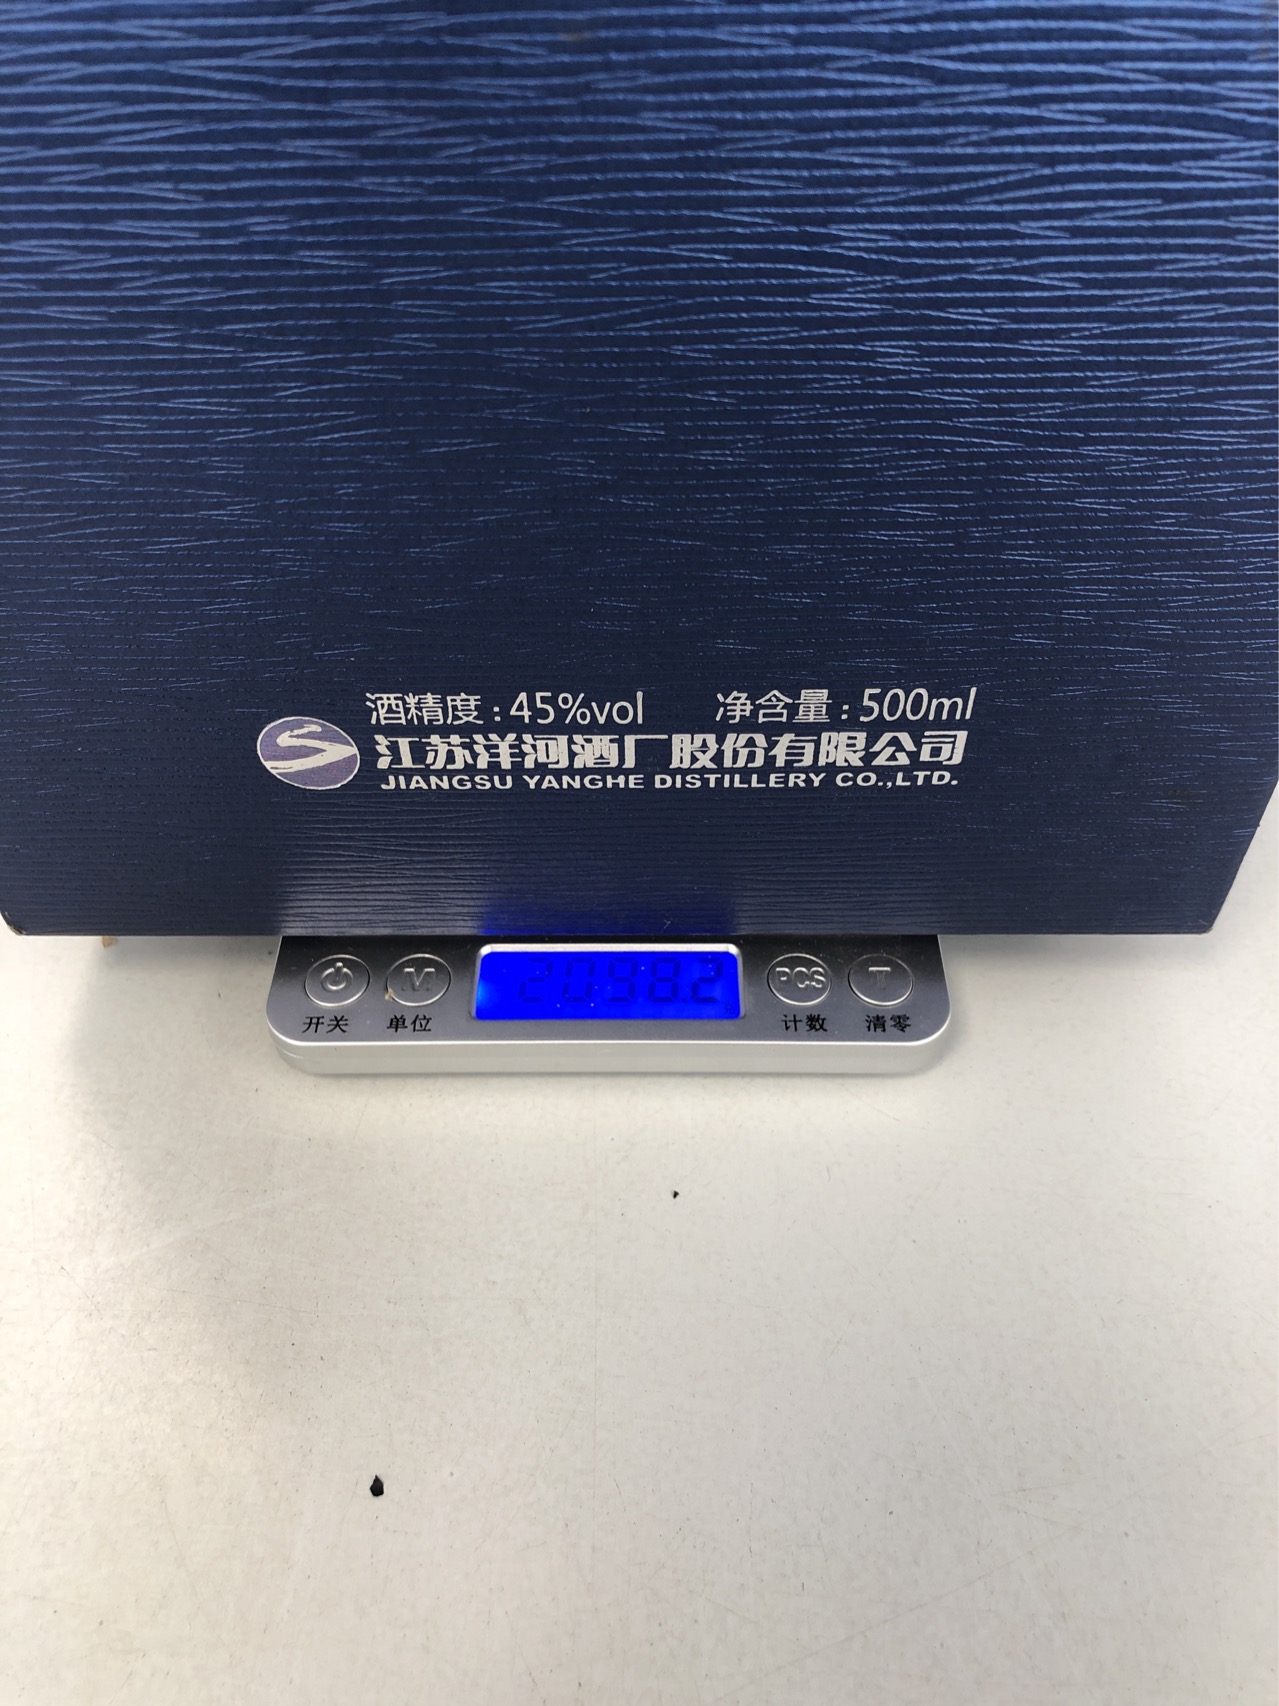 酒精度:45%vol 净含量:500ml
江苏洋河酒厂股份有限公司
JIANGSU YANGHE DISTILLERY CO.,LTD.
M 2098.2 PCS T
开关 单位 计数 清零